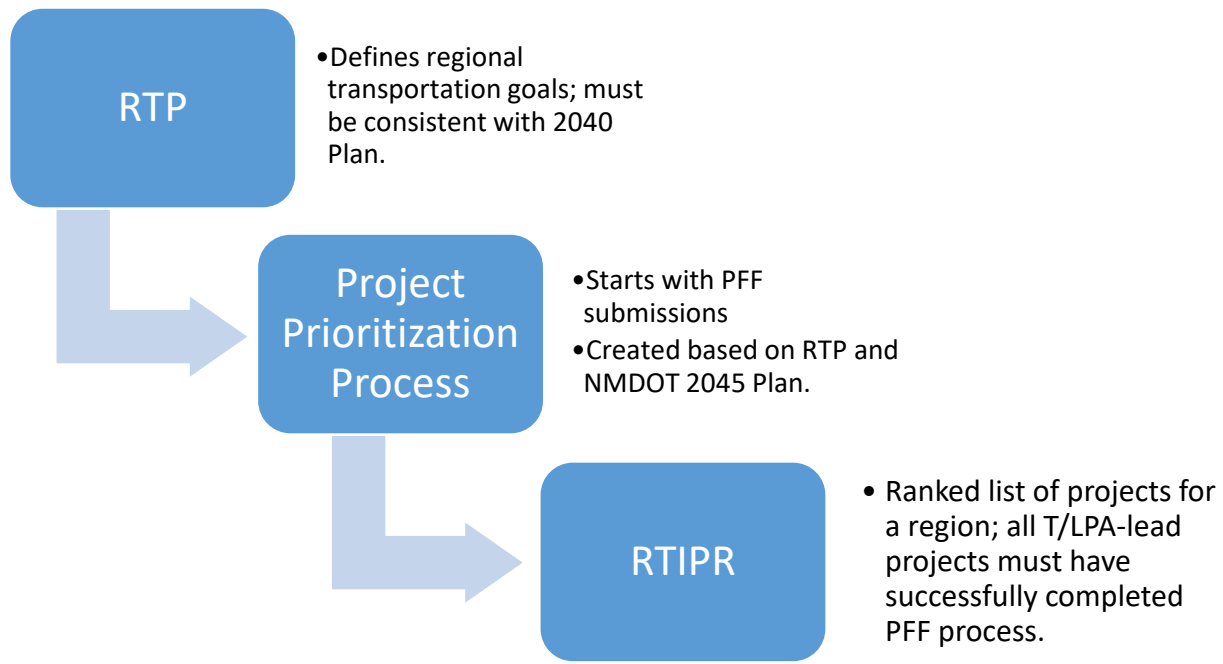 RTP
•Defines regional
transportation goals; must
be consistent with 2040
Plan.
Project
Prioritization
Process
•Starts with PFF
submissions
•Created based on RTP and
NMDOT 2045 Plan.
RTIPR
• Ranked list of projects for
a region; all T/LPA-lead
projects must have
successfully completed
PFF process.